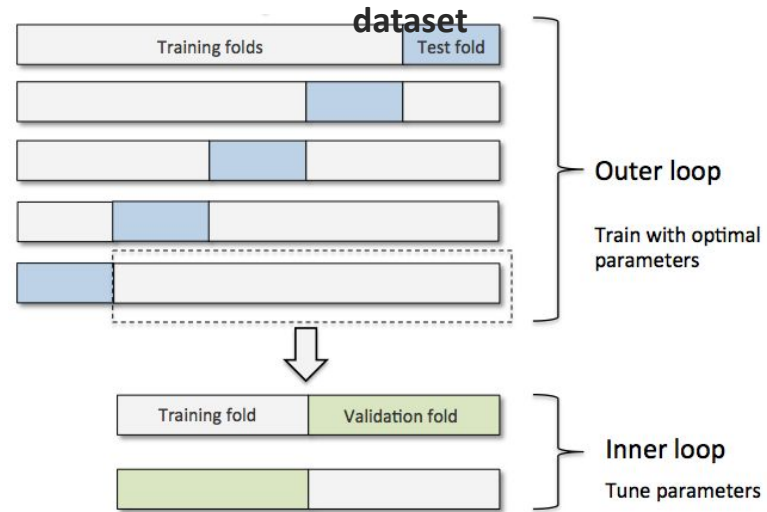 dataset
Training folds
Test fold
Outer loop
Train with optimal
parameters
Training fold
Validation fold
Inner loop
Tune parameters